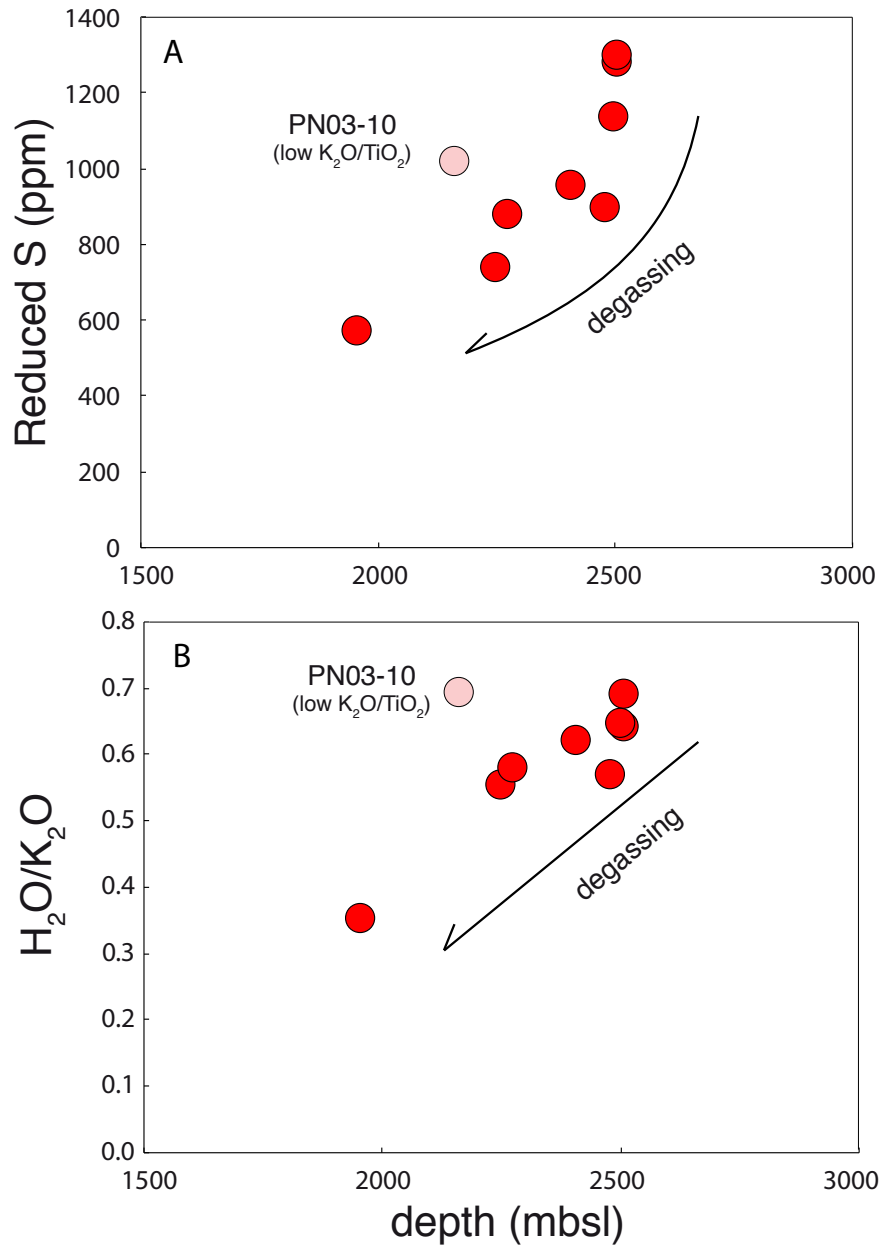 A
1400
1200
1000
800
600
400
200
0
Reduced S (ppm)
PN03-10
(low K₂O/TiO₂)
degassing
1500 2000 2500 3000
B
0.8
0.7
0.6
0.5
0.4
0.3
0.2
0.1
0.0
H₂O/K₂O
PN03-10
(low K₂O/TiO₂)
degassing
1500 2000 2500 3000
depth (mbsl)